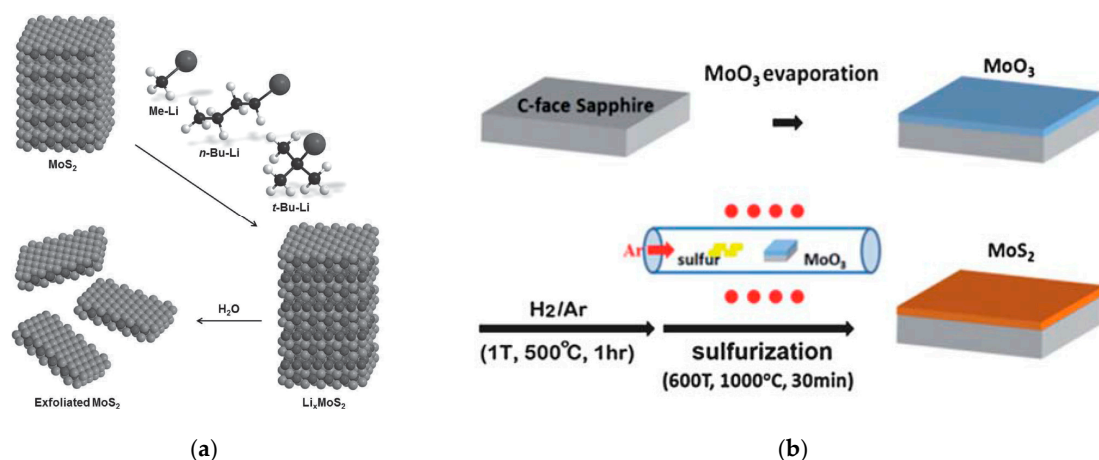 MoS₂
Me-Li
n-Bu-Li
t-Bu-Li
LiₓMoS₂
H₂O
Exfoliated MoS₂
(a)
C-face Sapphire
MoO₃ evaporation
MoO₃
Ar
sulfur
MoO₃
H2/Ar
(1T, 500℃, 1hr)
sulfurization
(600T, 1000°C, 30min)
MoS₂
(b)